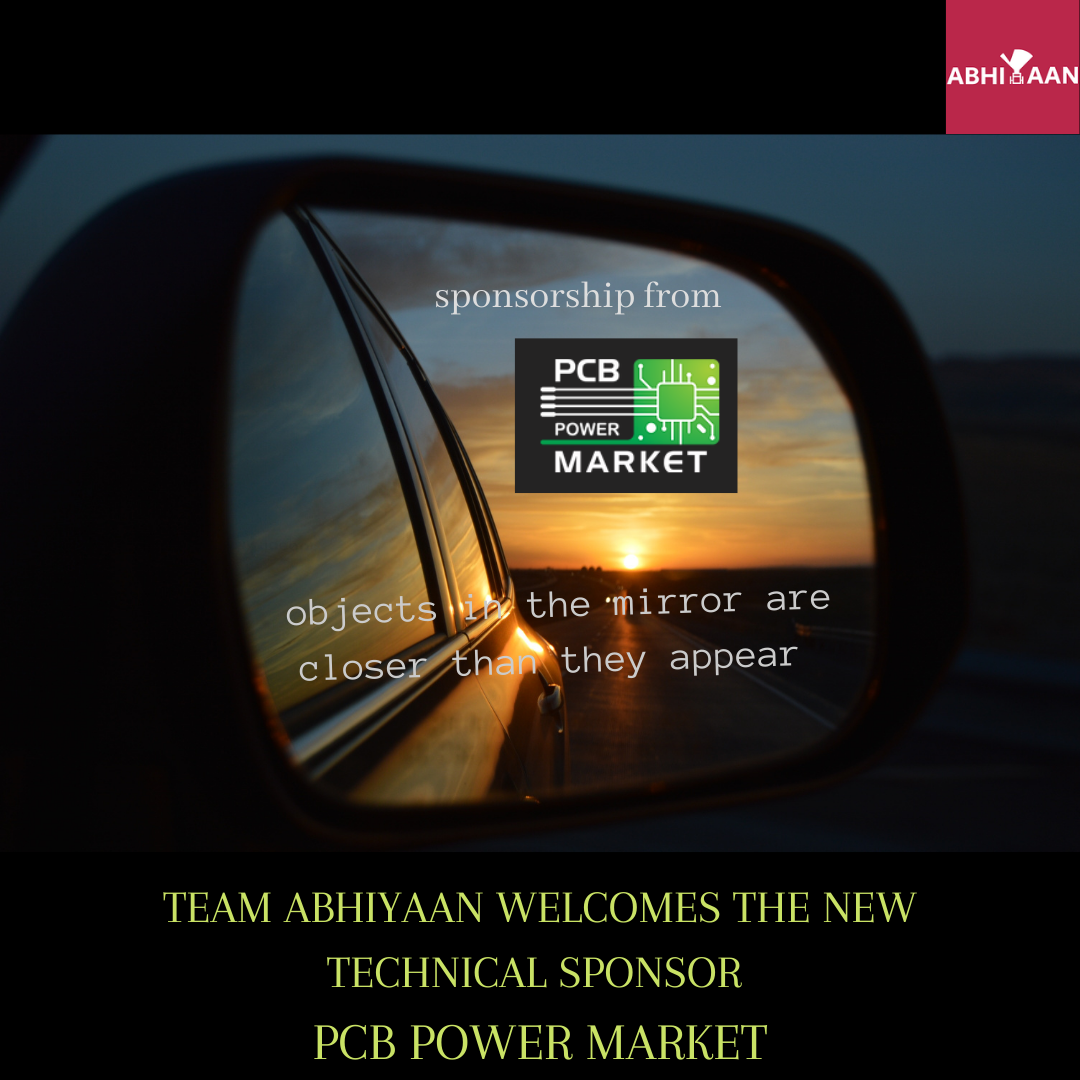 ABHIYAAN
sponsorship from
PCB
POWER
MARKET
objects in the mirror are
closer than they appear
TEAM ABHIYAAN WELCOMES THE NEW
TECHNICAL SPONSOR
PCB POWER MARKET